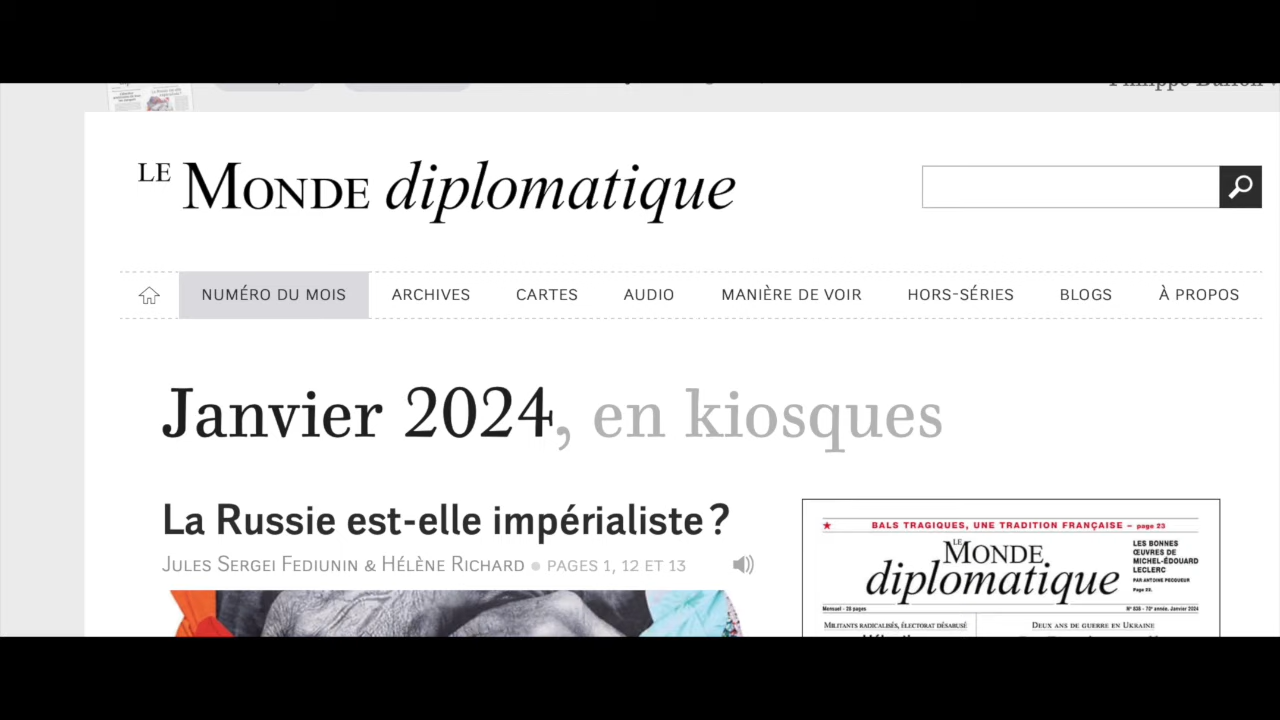 LE MONDE diplomatique
NUMÉRO DU MOIS
ARCHIVES
CARTES
AUDIO
MANIÈRE DE VOIR
HORS-SÉRIES
BLOGS
À PROPOS
Janvier 2024, en kiosques
La Russie est-elle impérialiste ?
JULES SERGEI FEDIUNIN & HÉLÈNE RICHARD ● PAGES 1, 12 ET 13
★ BALS TRAGIQUES, UNE TRADITION FRANÇAISE – page 23
LE MONDE
diplomatique
LES BONNES
ŒUVRES DE
MICHEL-ÉDOUARD
LECLERC
PAR ANTOINE PECQUEUR
Page 22.
Mensuel - 28 pages
N° 838 - 70e année. Janvier 2024
MILITANTS RADICALISÉS, ÉLECTORAT DÉSABUSÉ
DEUX ANS DE GUERRE EN UKRAINE